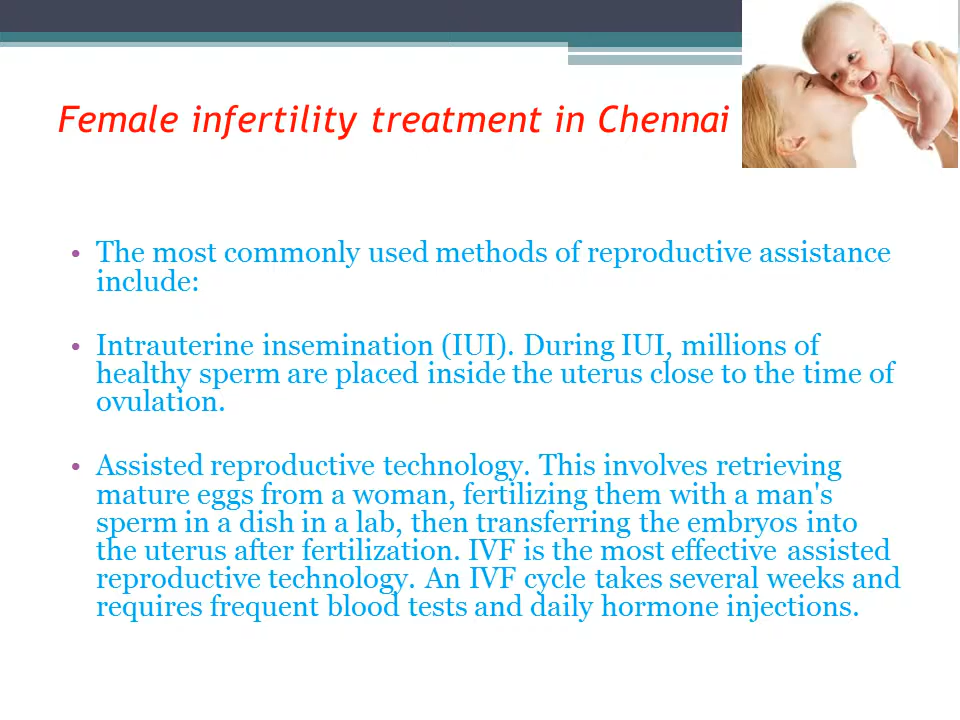 Female infertility treatment in Chennai
• The most commonly used methods of reproductive assistance
include:
• Intrauterine insemination (IUI). During IUI, millions of
healthy sperm are placed inside the uterus close to the time of
ovulation.
• Assisted reproductive technology. This involves retrieving
mature eggs from a woman, fertilizing them with a man's
sperm in a dish in a lab, then transferring the embryos into
the uterus after fertilization. IVF is the most effective assisted
reproductive technology. An IVF cycle takes several weeks and
requires frequent blood tests and daily hormone injections.